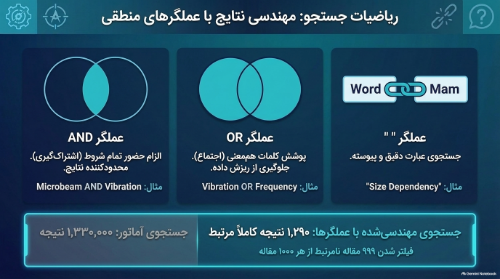 ریاضیات جستجو: مهندسی نتایج با عملگرهای منطقی
عملگر " "
Word Mam
جستجوی عبارت دقیق و پیوسته.
مثال: "Size Dependency"
عملگر OR
پوشش کلمات هم‌معنی (اجتماع).
جلوگیری از ریزش داده.
مثال: Vibration OR Frequency
عملگر AND
الزام حضور تمام شروط (اشتراک‌گیری).
محدودکننده نتایج.
مثال: Microbeam AND Vibration
جستجوی مهندسی‌شده با عملگرها: ۱,۲۹۰ نتیجه کاملاً مرتبط
جستجوی آماتور: ۱,۳۳۰,۰۰۰ نتیجه
فیلتر شدن ۹۹۹ مقاله نامرتبط از هر ۱۰۰۰ مقاله